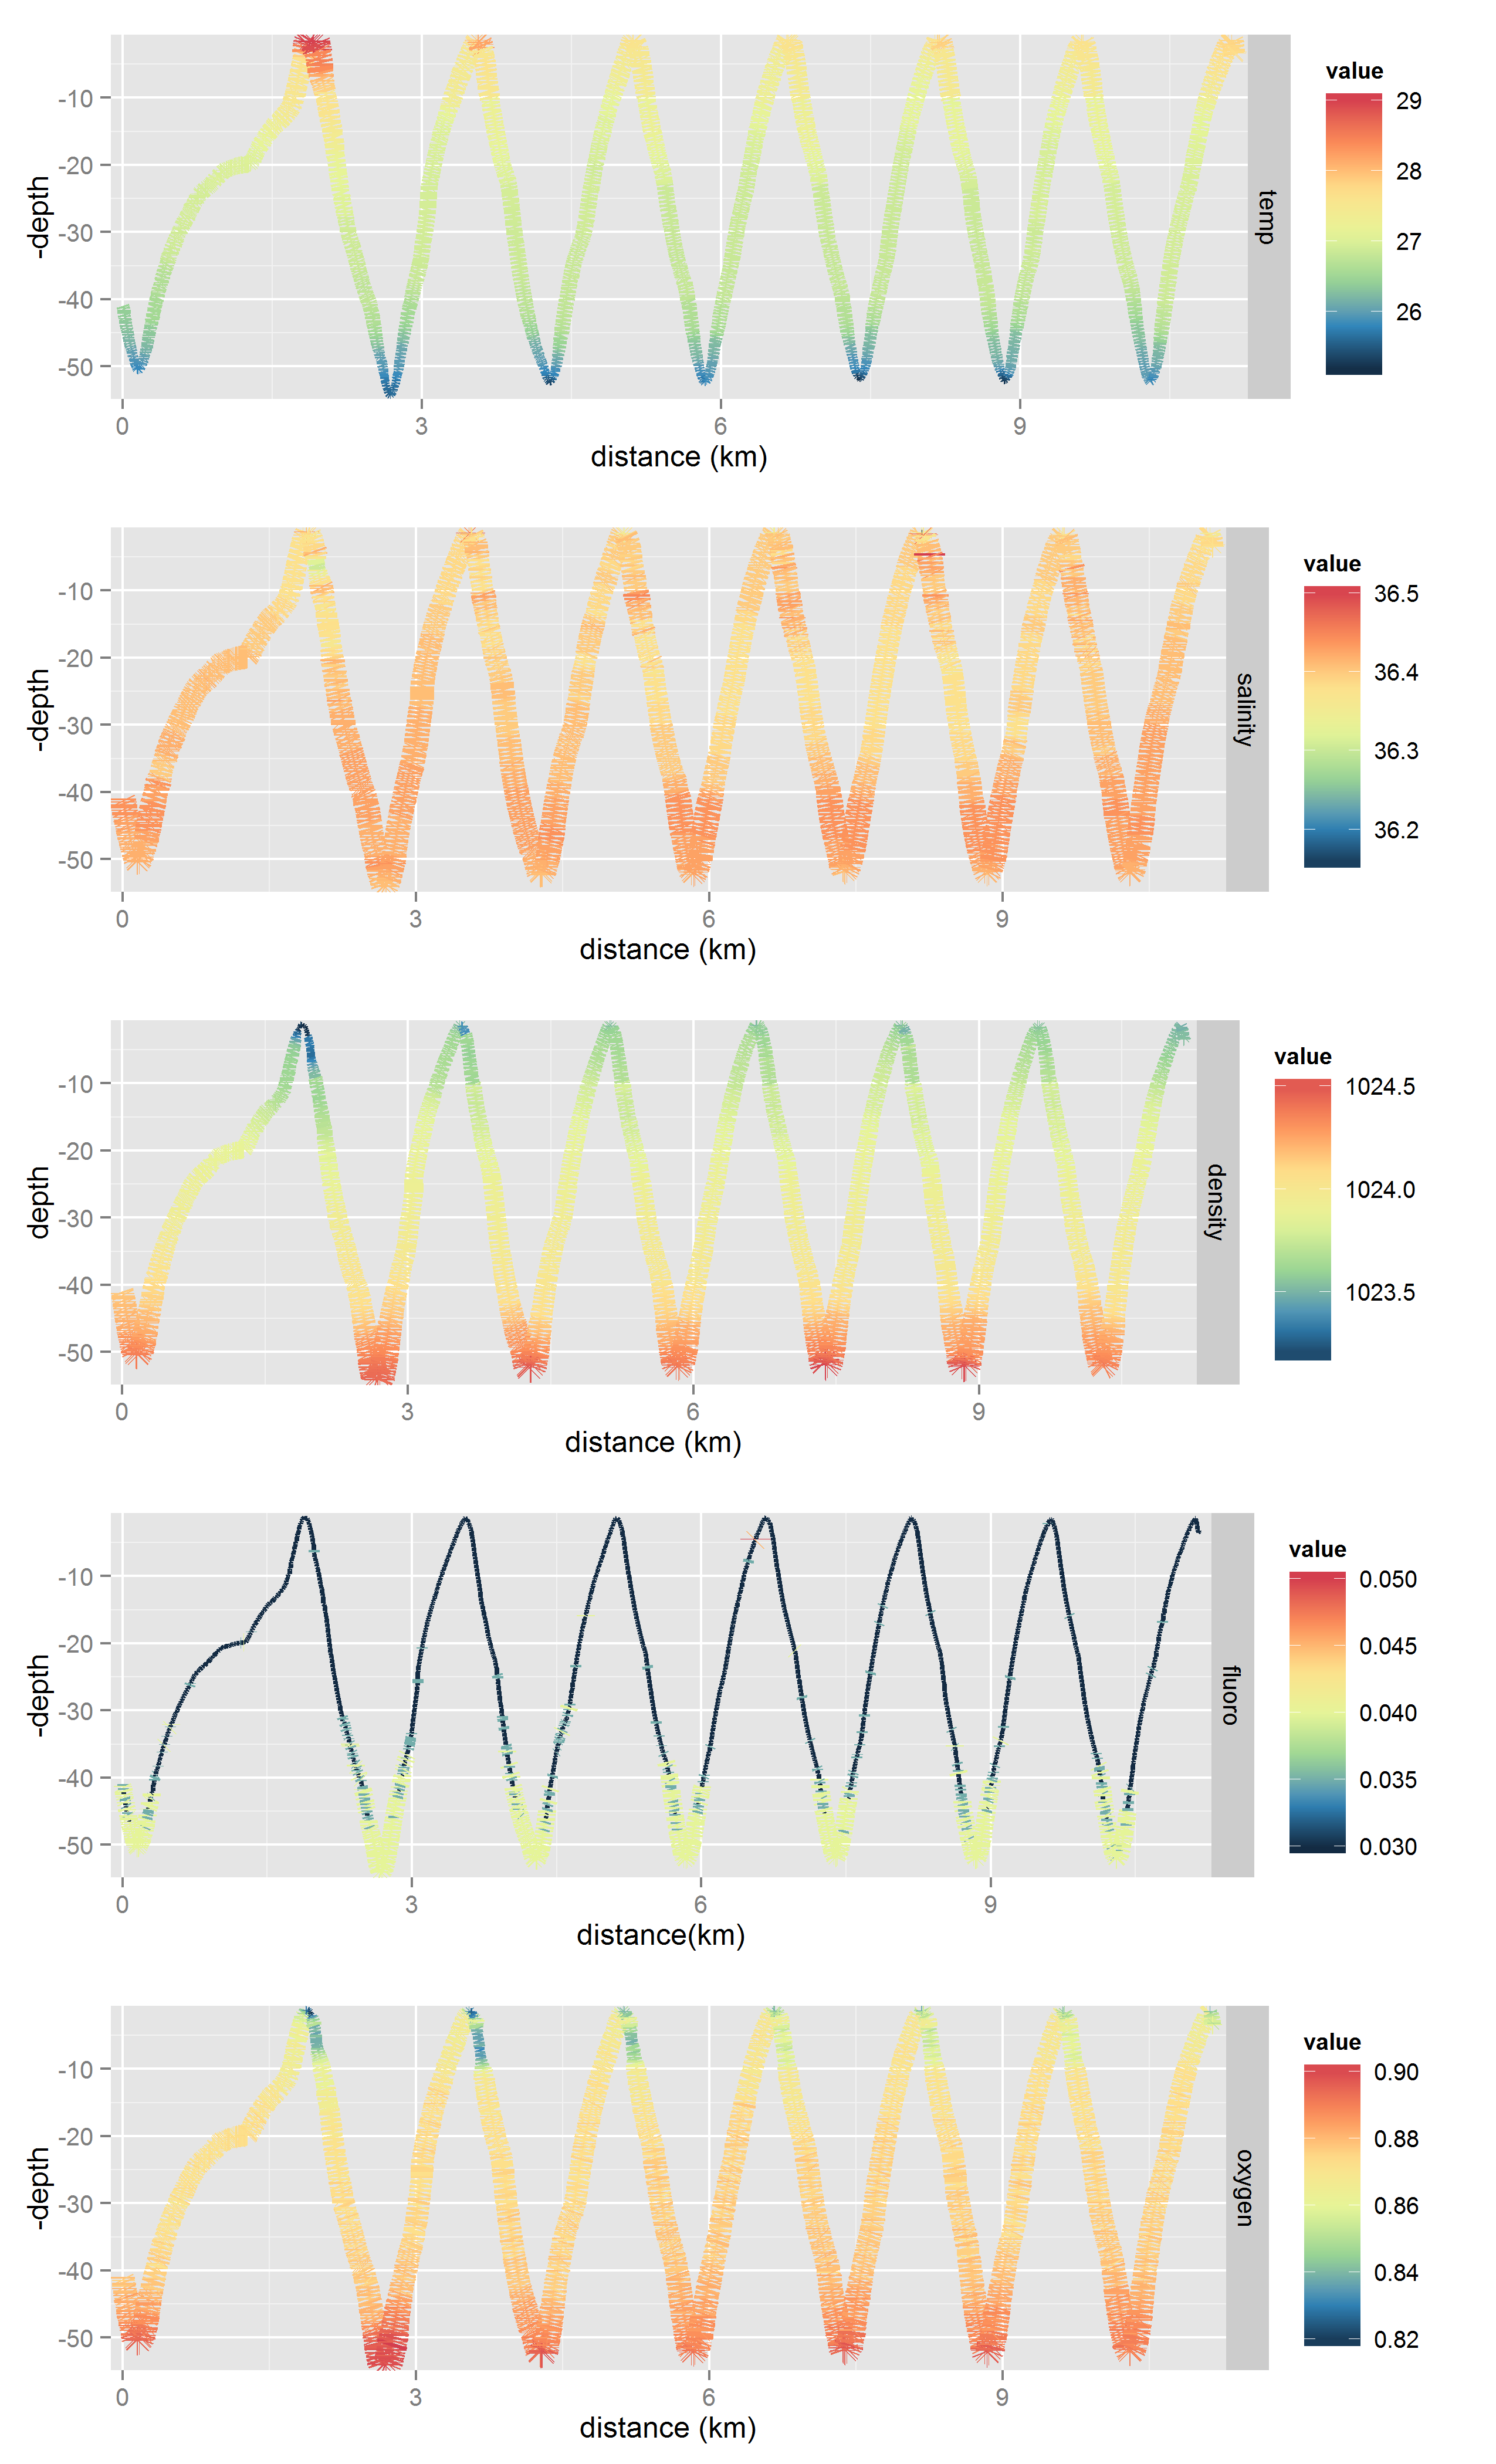 -10
-20
-30
-40
-50
-depth
0 3 6 9
distance (km)
temp
value
29
28
27
26
-10
-20
-30
-40
-50
-depth
0 3 6 9
distance (km)
salinity
value
36.5
36.4
36.3
36.2
-10
-20
-30
-40
-50
depth
0 3 6 9
distance (km)
density
value
1024.5
1024.0
1023.5
-10
-20
-30
-40
-50
-depth
0 3 6 9
distance(km)
fluoro
value
0.050
0.045
0.040
0.035
0.030
-10
-20
-30
-40
-50
-depth
0 3 6 9
distance (km)
oxygen
value
0.90
0.88
0.86
0.84
0.82